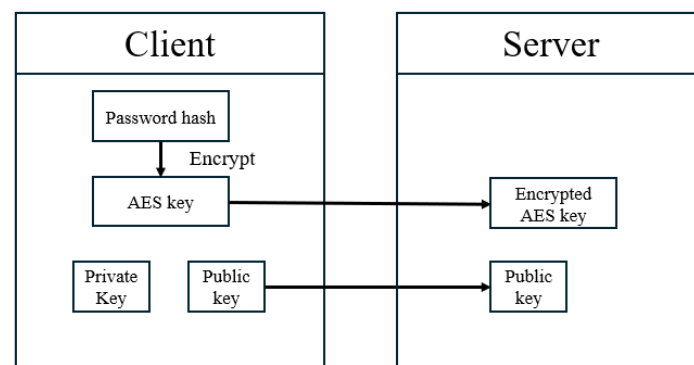 Client
Server
Password hash
Encrypt
AES key
Encrypted
AES key
Private
Key
Public
key
Public
key